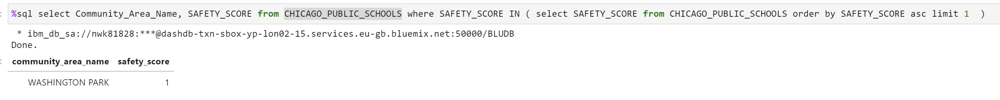 %sql select Community_Area_Name, SAFETY_SCORE from CHICAGO_PUBLIC_SCHOOLS where SAFETY_SCORE IN ( select SAFETY_SCORE from CHICAGO_PUBLIC_SCHOOLS order by SAFETY_SCORE asc limit 1  )
* ibm_db_sa://nwk81828:***@dashdb-txn-sbox-yp-lon02-15.services.eu-gb.bluemix.net:50000/BLUDB
Done.
community_area_name safety_score
WASHINGTON PARK 1